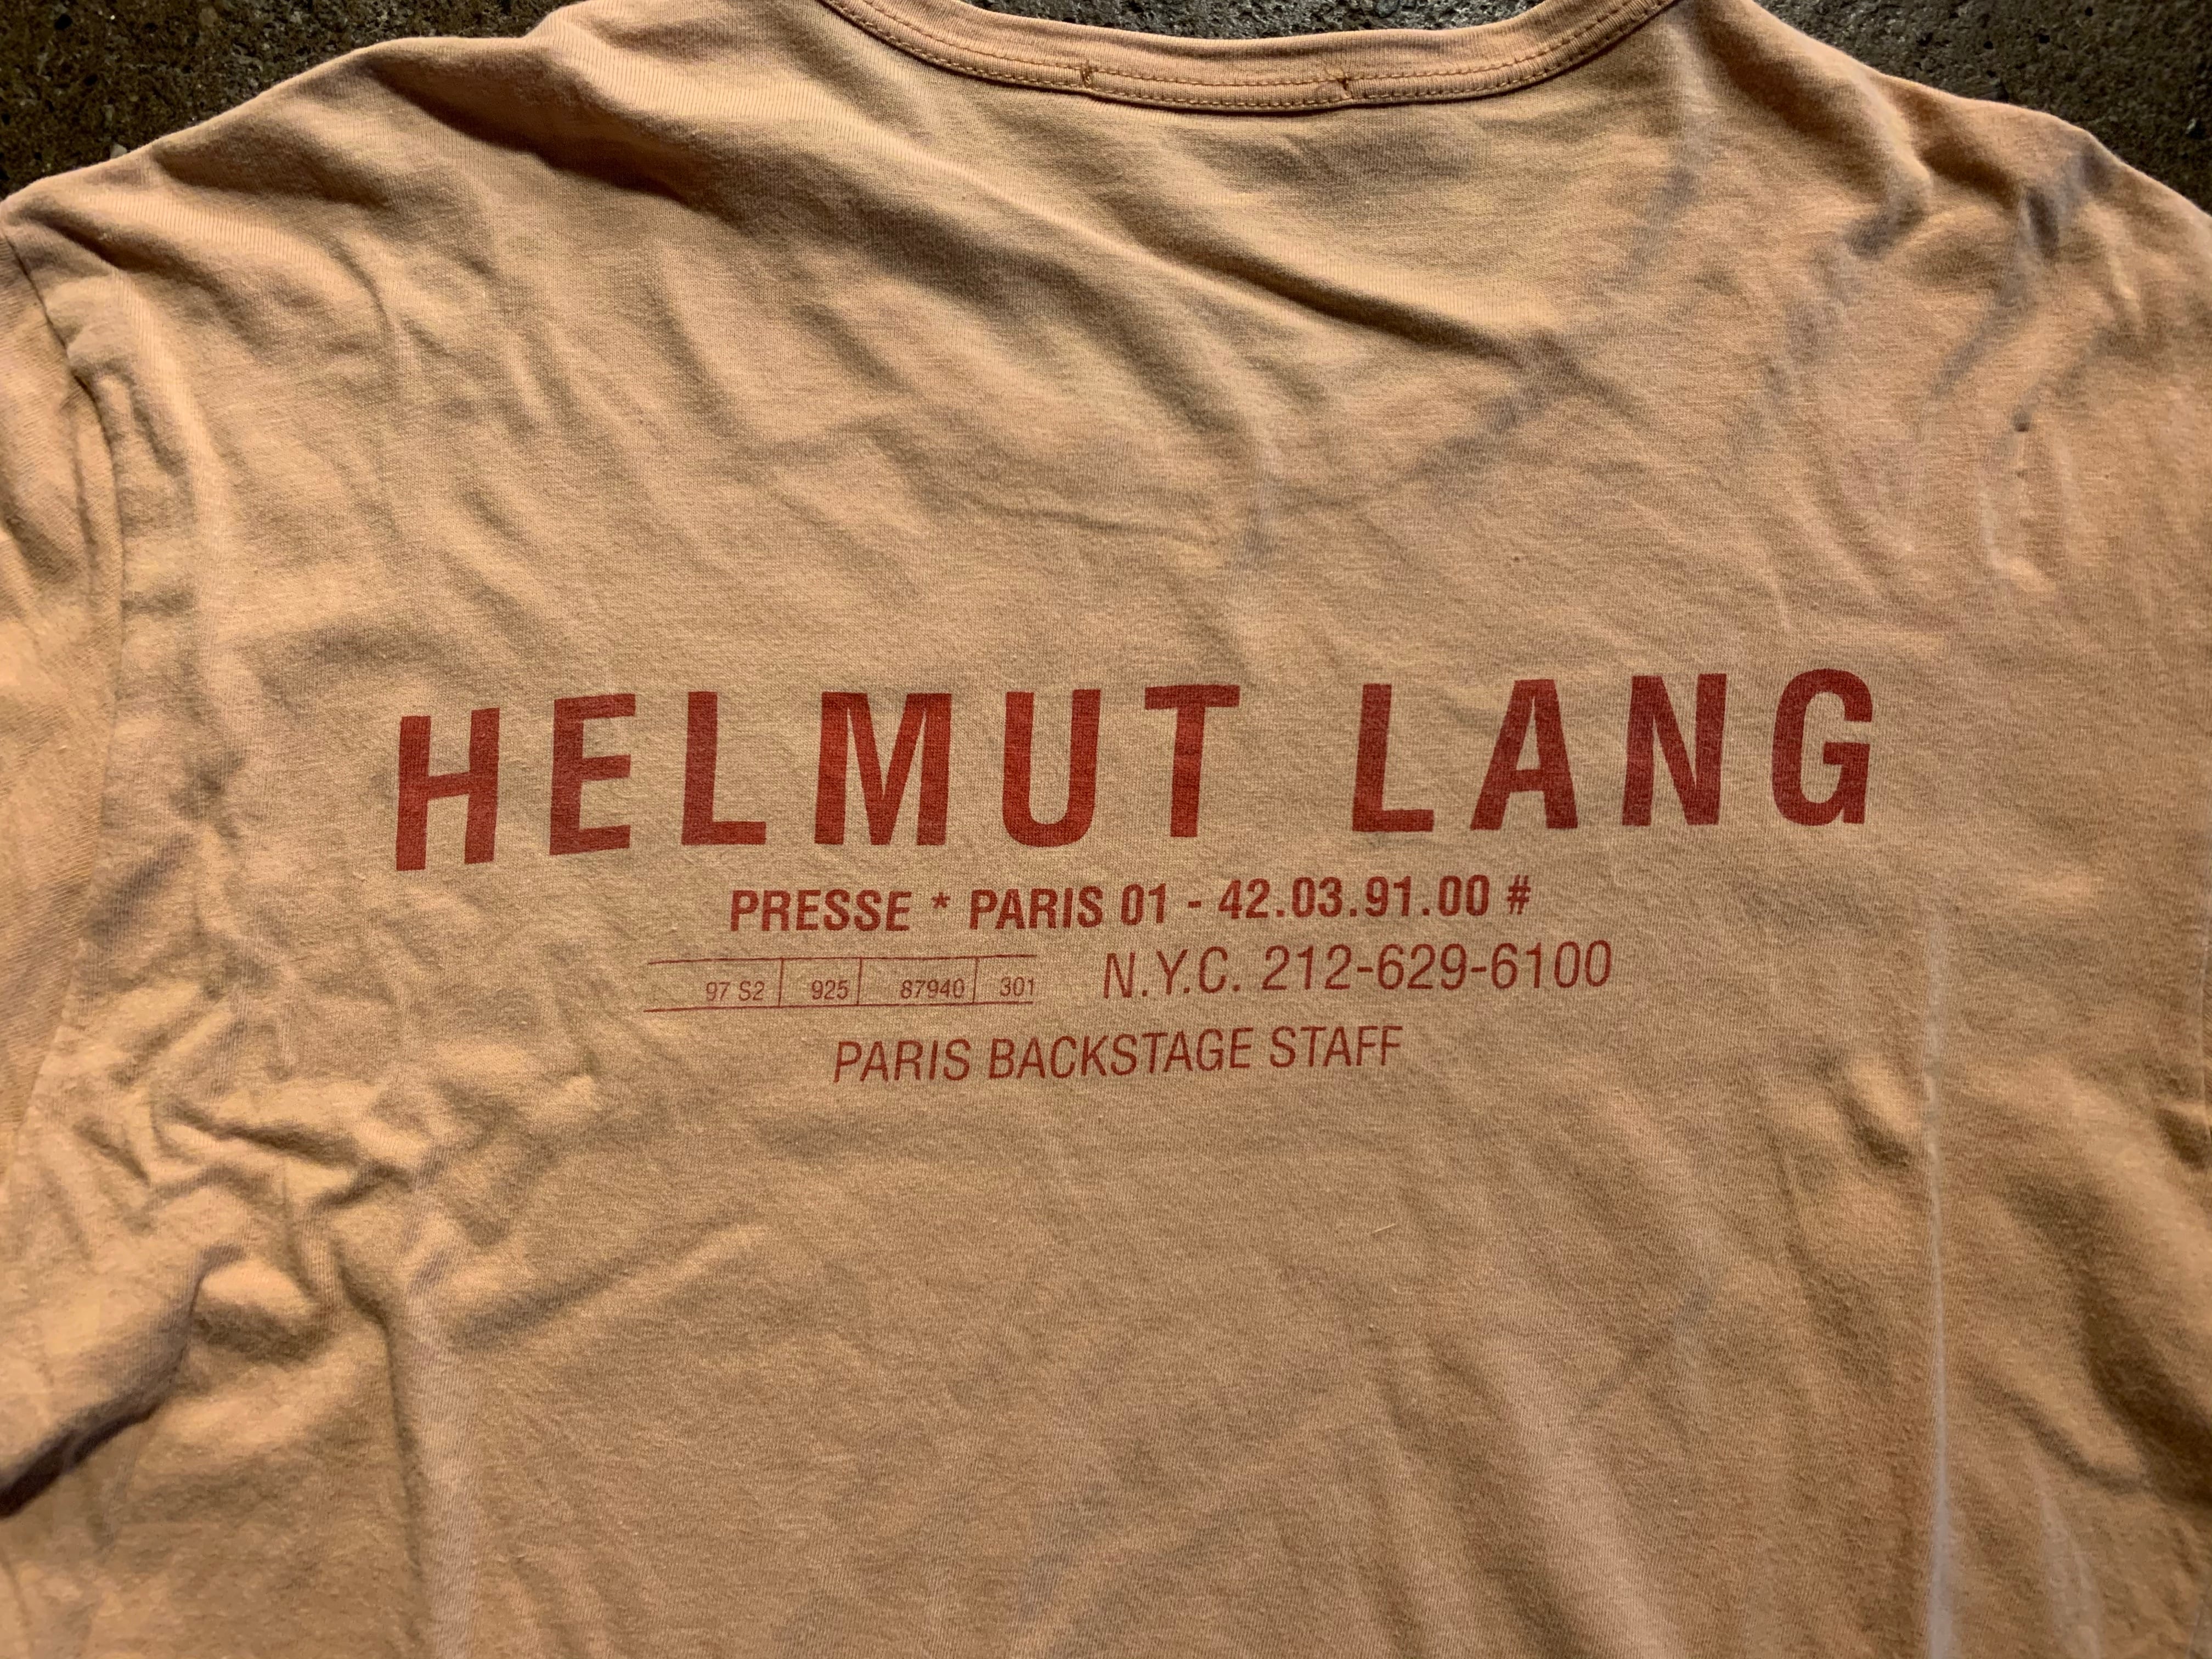 HELMUT LANG
PRESSE * PARIS 01 - 42.03.91.00 #
97 S2 925 87940 301 N.Y.C. 212-629-6100
PARIS BACKSTAGE STAFF